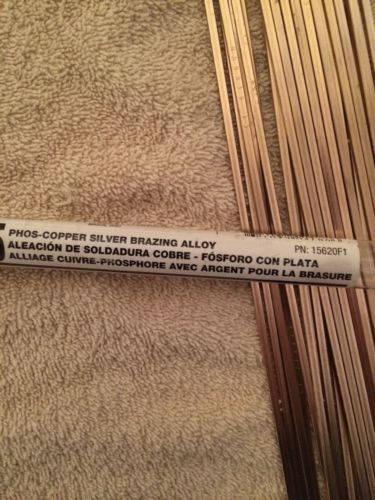 PHOS-COPPER SILVER BRAZING ALLOY
ALEACIÓN DE SOLDADURA COBRE - FÓSFORO CON PLATA
ALLIAGE CUIVRE-PHOSPHORE AVEC ARGENT POUR LA BRASURE
PN: 15620F1